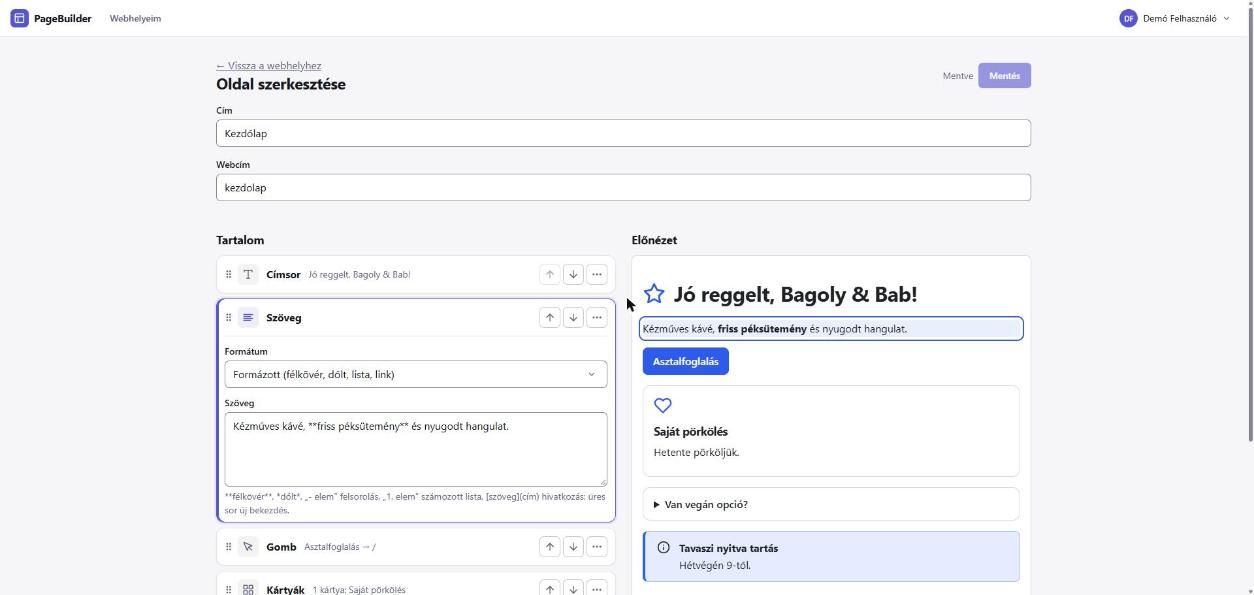 PageBuilder
Webhelyeim
DF
Demó Felhasználó
← Vissza a webhelyhez
Oldal szerkesztése
Mentve
Mentés
Cím
Kezdőlap
Webcím
kezdolap
Tartalom
Címsor
Jó reggelt, Bagoly & Bab!
Szöveg
Formátum
Formázott (félkövér, dőlt, lista, link)
Szöveg
Kézműves kávé, **friss péksütemény** és nyugodt hangulat.
**félkövér**, *dőlt*, „- elem” felsorolás, „1. elem” számozott lista, [szöveg](cím) hivatkozás; üres
sor új bekezdés.
Gomb
Asztalfoglalás → /
Kártyák
1 kártya: Saját pörkölés
Előnézet
Jó reggelt, Bagoly & Bab!
Kézműves kávé, friss péksütemény és nyugodt hangulat.
Asztalfoglalás
Saját pörkölés
Hetente pörköljük.
Van vegán opció?
Tavaszi nyitva tartás
Hétvégén 9-től.